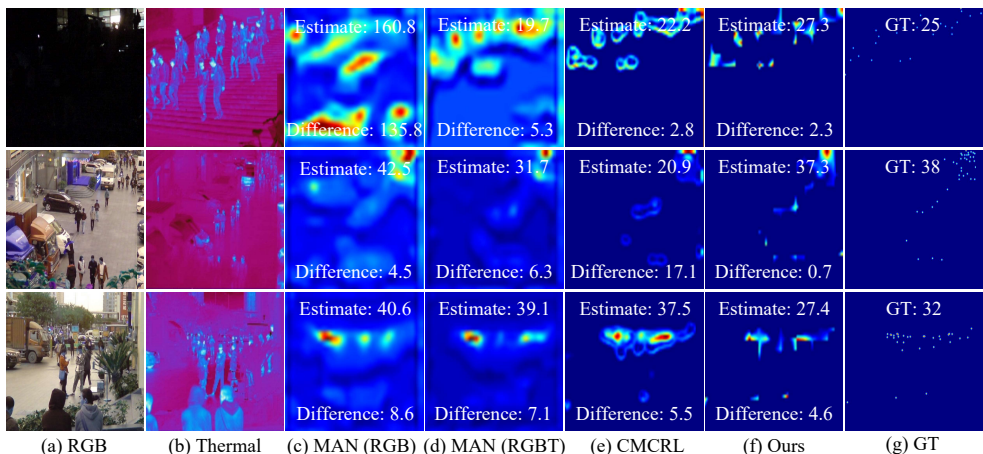 Estimate: 160.8 Estimate: 19.7 Estimate: 22.2 Estimate: 27.3 GT: 25
Difference: 135.8 Difference: 5.3 Difference: 2.8 Difference: 2.3
Estimate: 42.5 Estimate: 31.7 Estimate: 20.9 Estimate: 37.3 GT: 38
Difference: 4.5 Difference: 6.3 Difference: 17.1 Difference: 0.7
Estimate: 40.6 Estimate: 39.1 Estimate: 37.5 Estimate: 27.4 GT: 32
Difference: 8.6 Difference: 7.1 Difference: 5.5 Difference: 4.6
(a) RGB (b) Thermal (c) MAN (RGB) (d) MAN (RGBT) (e) CMCRL (f) Ours (g) GT